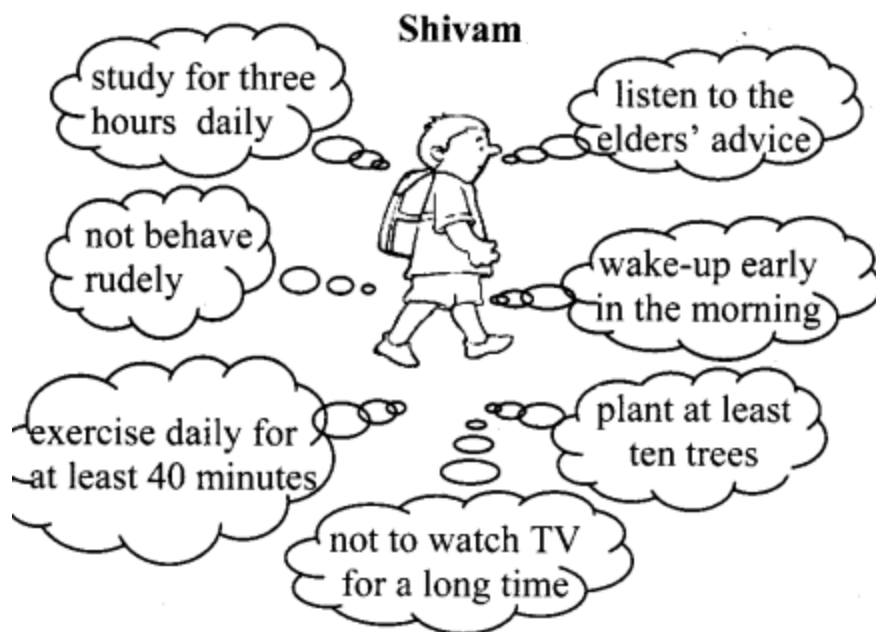 Shivam
study for three
hours daily
listen to the
elders' advice
not behave
rudely
wake-up early
in the morning
exercise daily for
at least 40 minutes
plant at least
ten trees
not to watch TV
for a long time